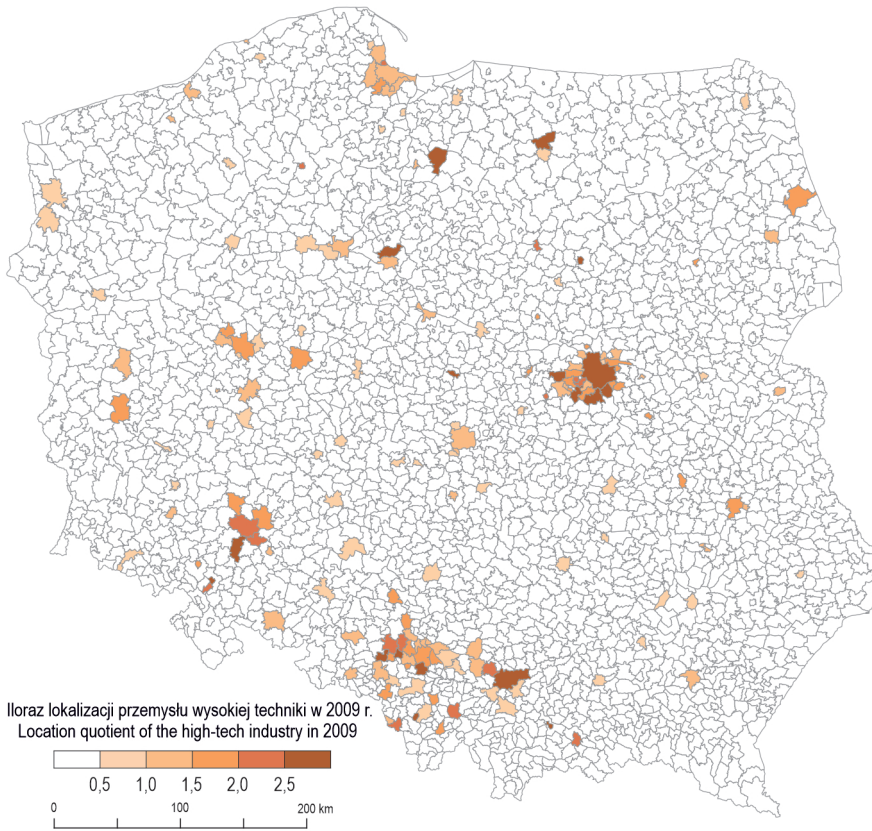 Iloraz lokalizacji przemysłu wysokiej techniki w 2009 r.
Location quotient of the high-tech industry in 2009
0,5 1,0 1,5 2,0 2,5
0 100 200 km